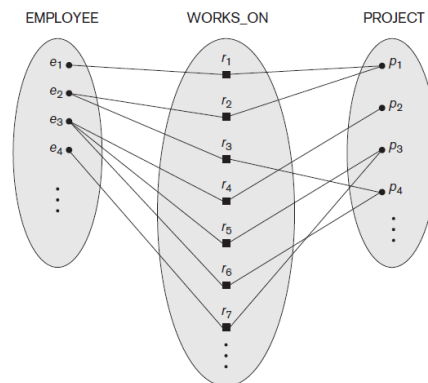 EMPLOYEE WORKS_ON PROJECT
e1
e2
e3
e4
r1
r2
r3
r4
r5
r6
r7
p1
p2
p3
p4